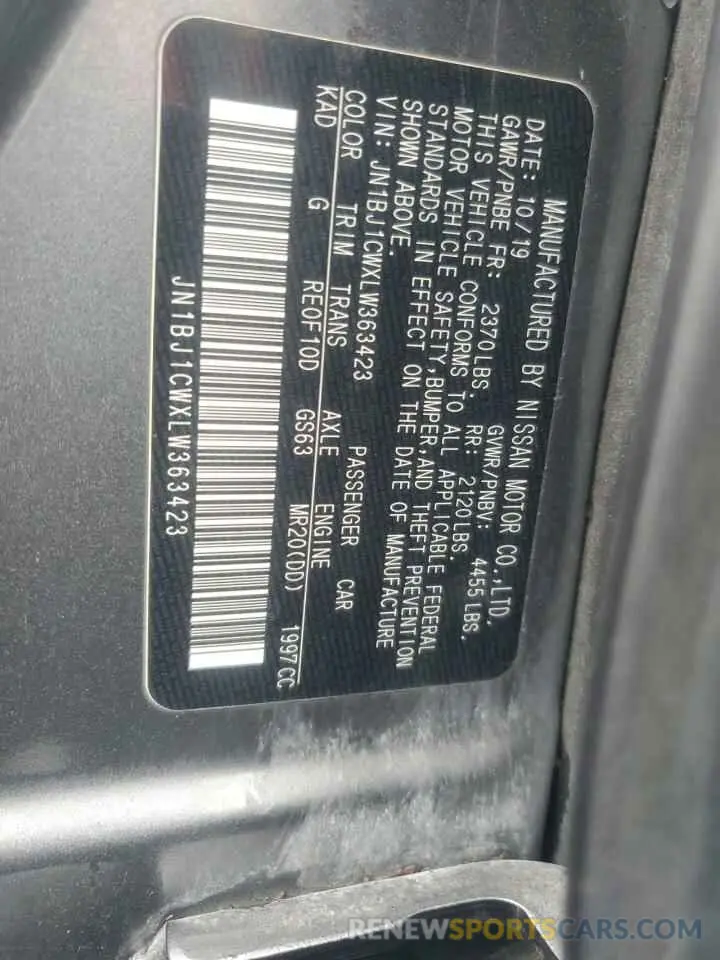 MANUFACTURED BY NISSAN MOTOR CO.,LTD.
DATE: 10/19 GVWR/PNBV: 4455 LBS.
GAWR/PNBE FR: 2370LBS. RR: 2120LBS.
THIS VEHICLE CONFORMS TO ALL APPLICABLE FEDERAL
MOTOR VEHICLE SAFETY,BUMPER,AND THEFT PREVENTION
STANDARDS IN EFFECT ON THE DATE OF MANUFACTURE
SHOWN ABOVE.
VIN: JN1BJ1CWXLW363423 PASSENGER CAR
COLOR TRIM TRANS AXLE ENGINE
KAD G RE0F10D GS63 MR20(DD) 1997CC
JN1BJ1CWXLW363423
RENEWSPORTSCARS.COM